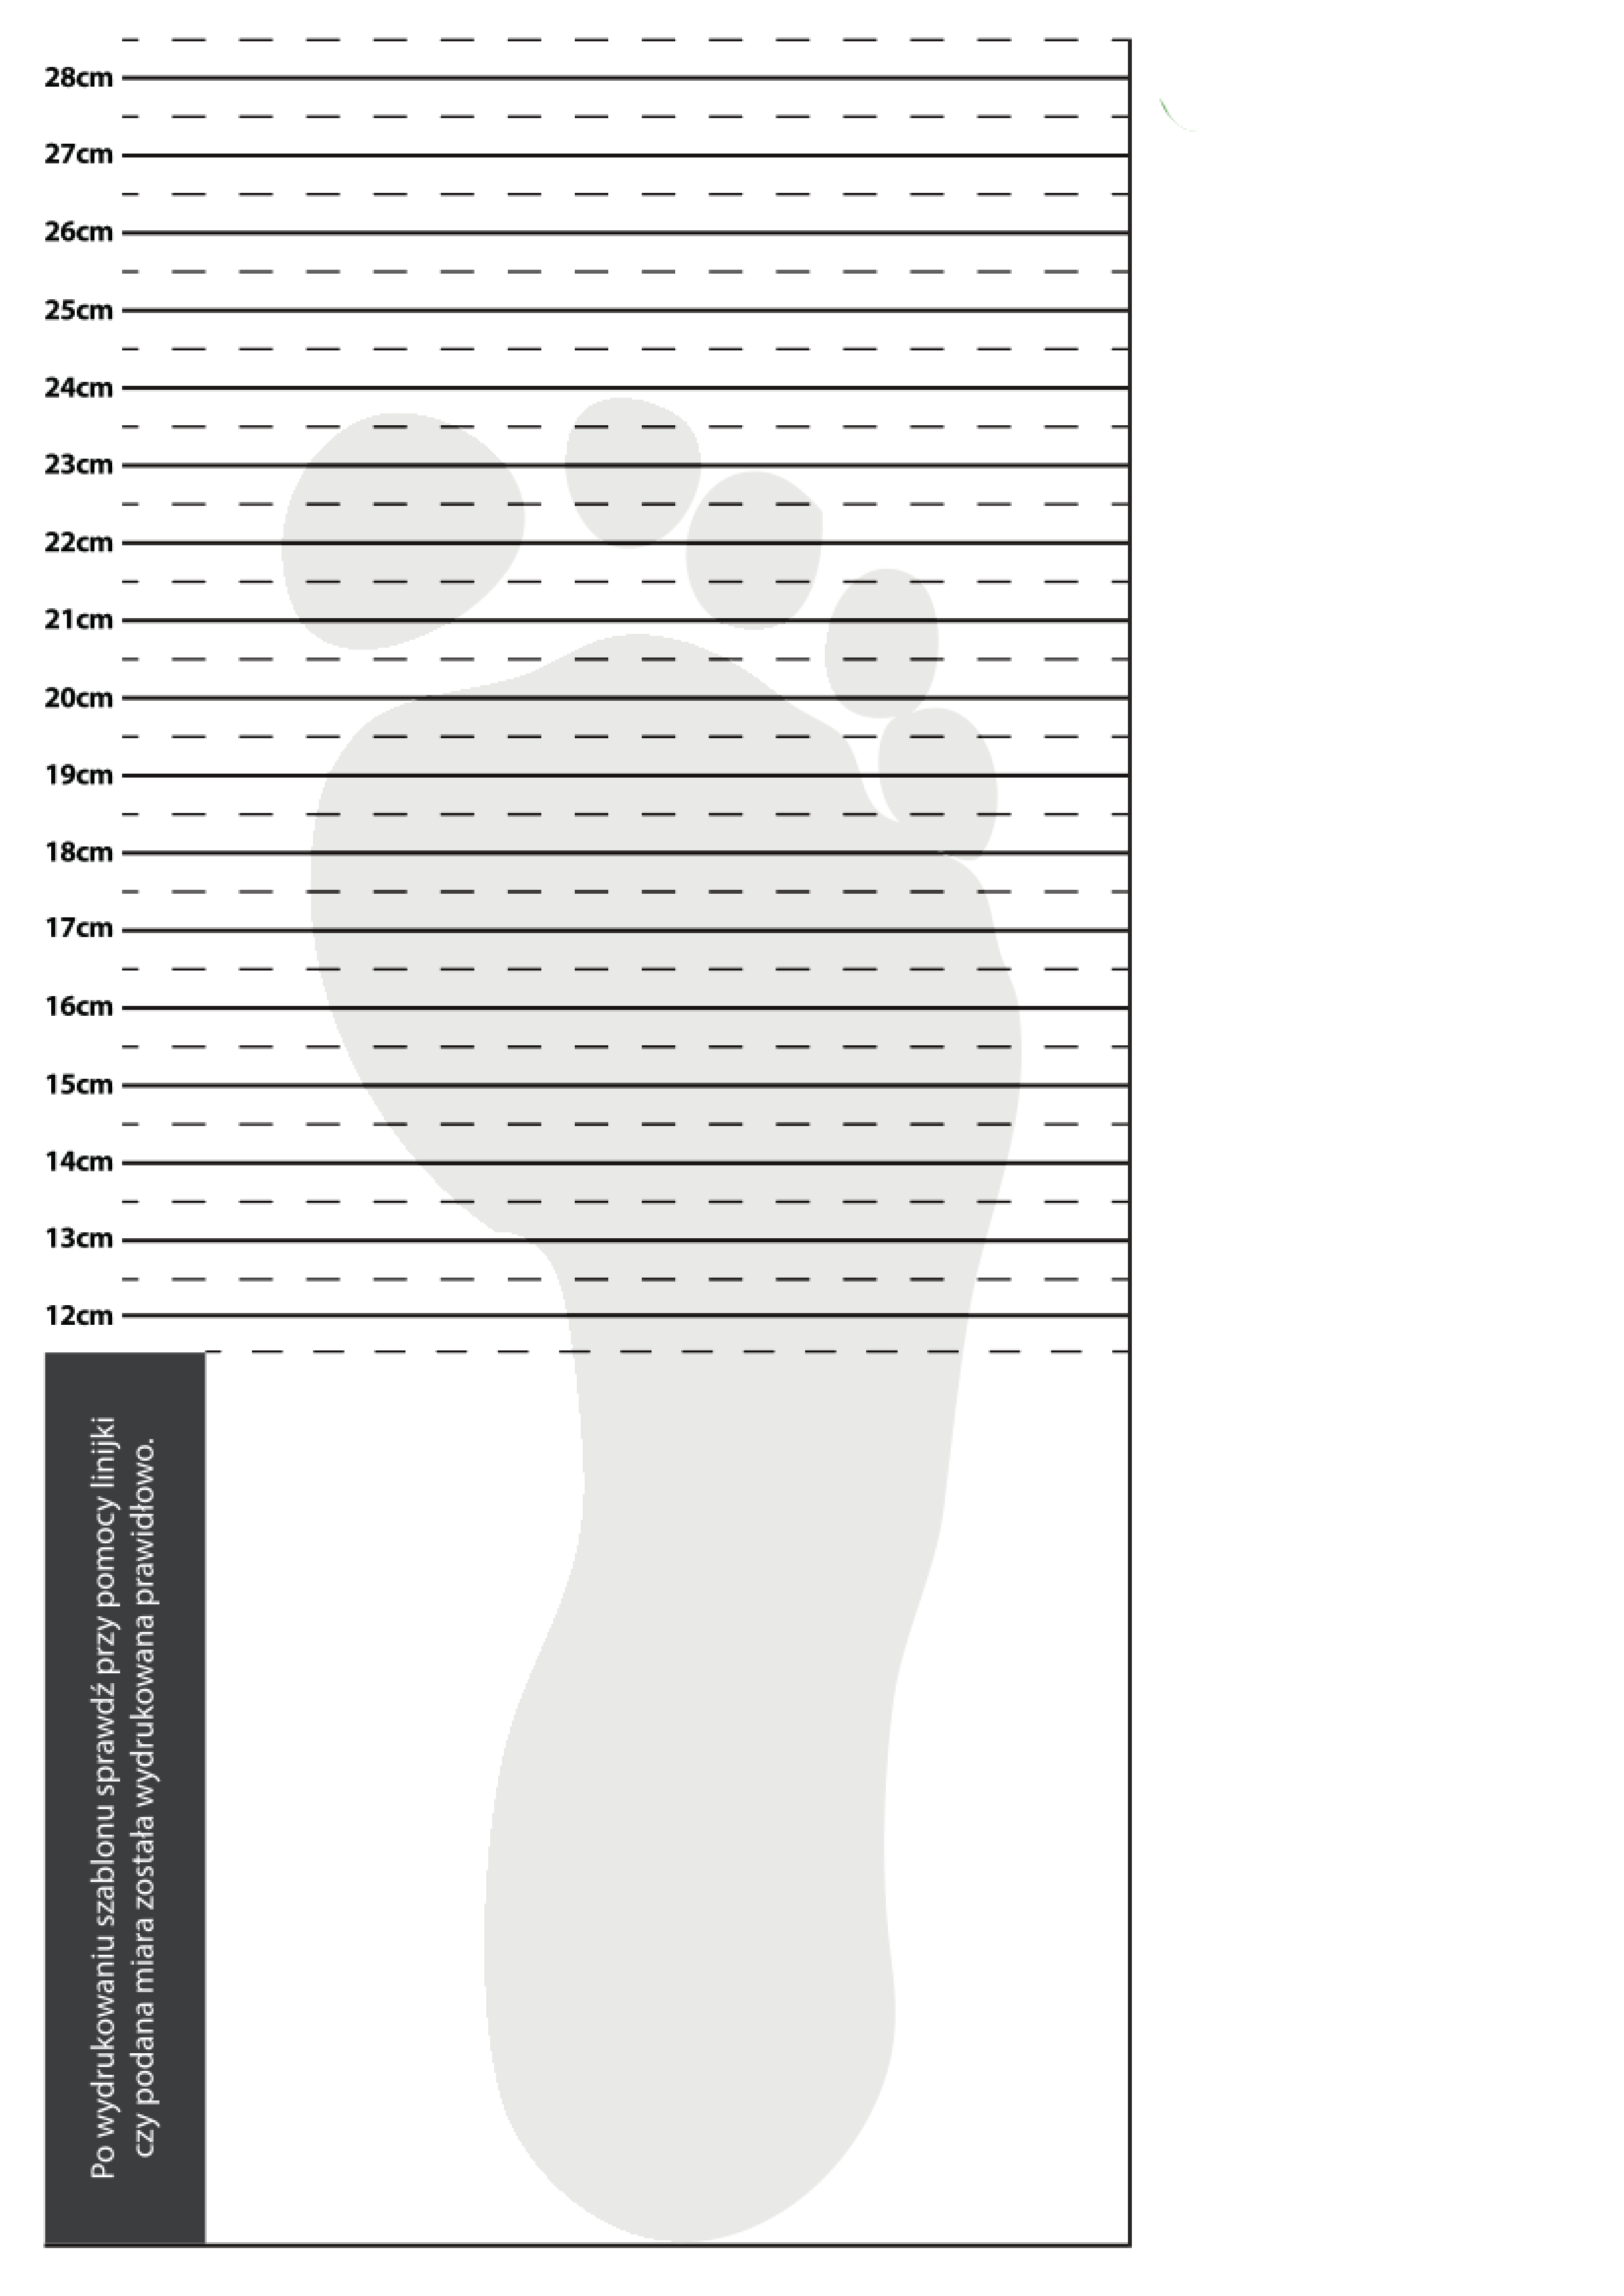 28cm
27cm
26cm
25cm
24cm
23cm
22cm
21cm
20cm
19cm
18cm
17cm
16cm
15cm
14cm
13cm
12cm
Po wydrukowaniu szablonu sprawdź przy pomocy linijki
czy podana miara została wydrukowana prawidłowo.